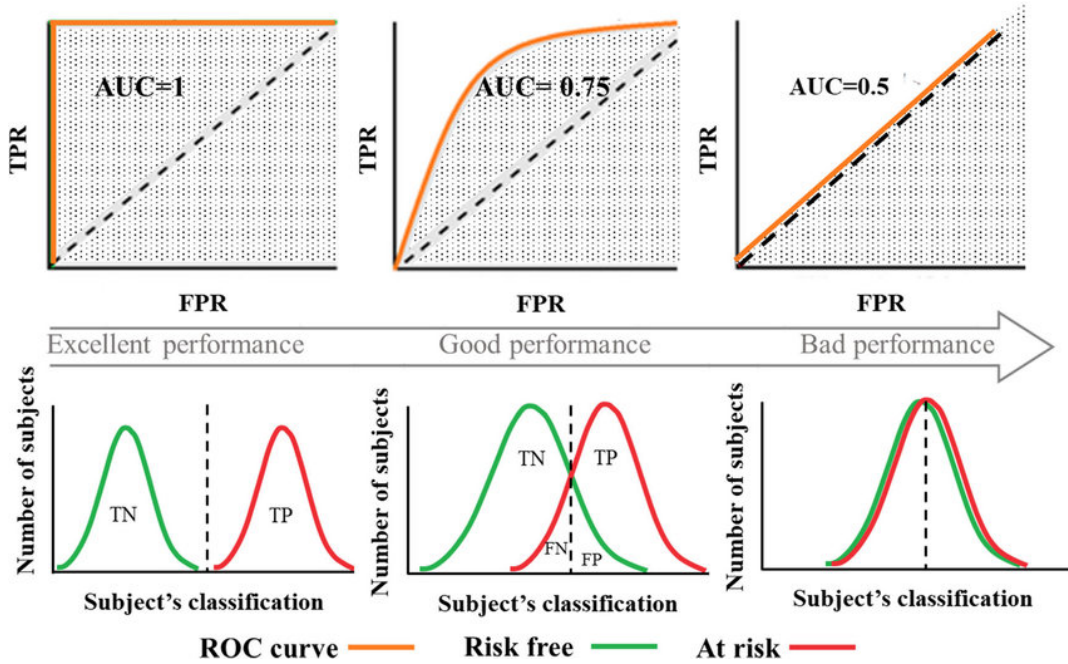 AUC=1
AUC= 0.75
AUC=0.5
TPR
TPR
TPR
FPR
FPR
FPR
Excellent performance
Good performance
Bad performance
Number of subjects
TN
TP
Number of subjects
TN
TP
FN
FP
Number of subjects
Subject's classification
Subject's classification
Subject's classification
ROC curve
Risk free
At risk